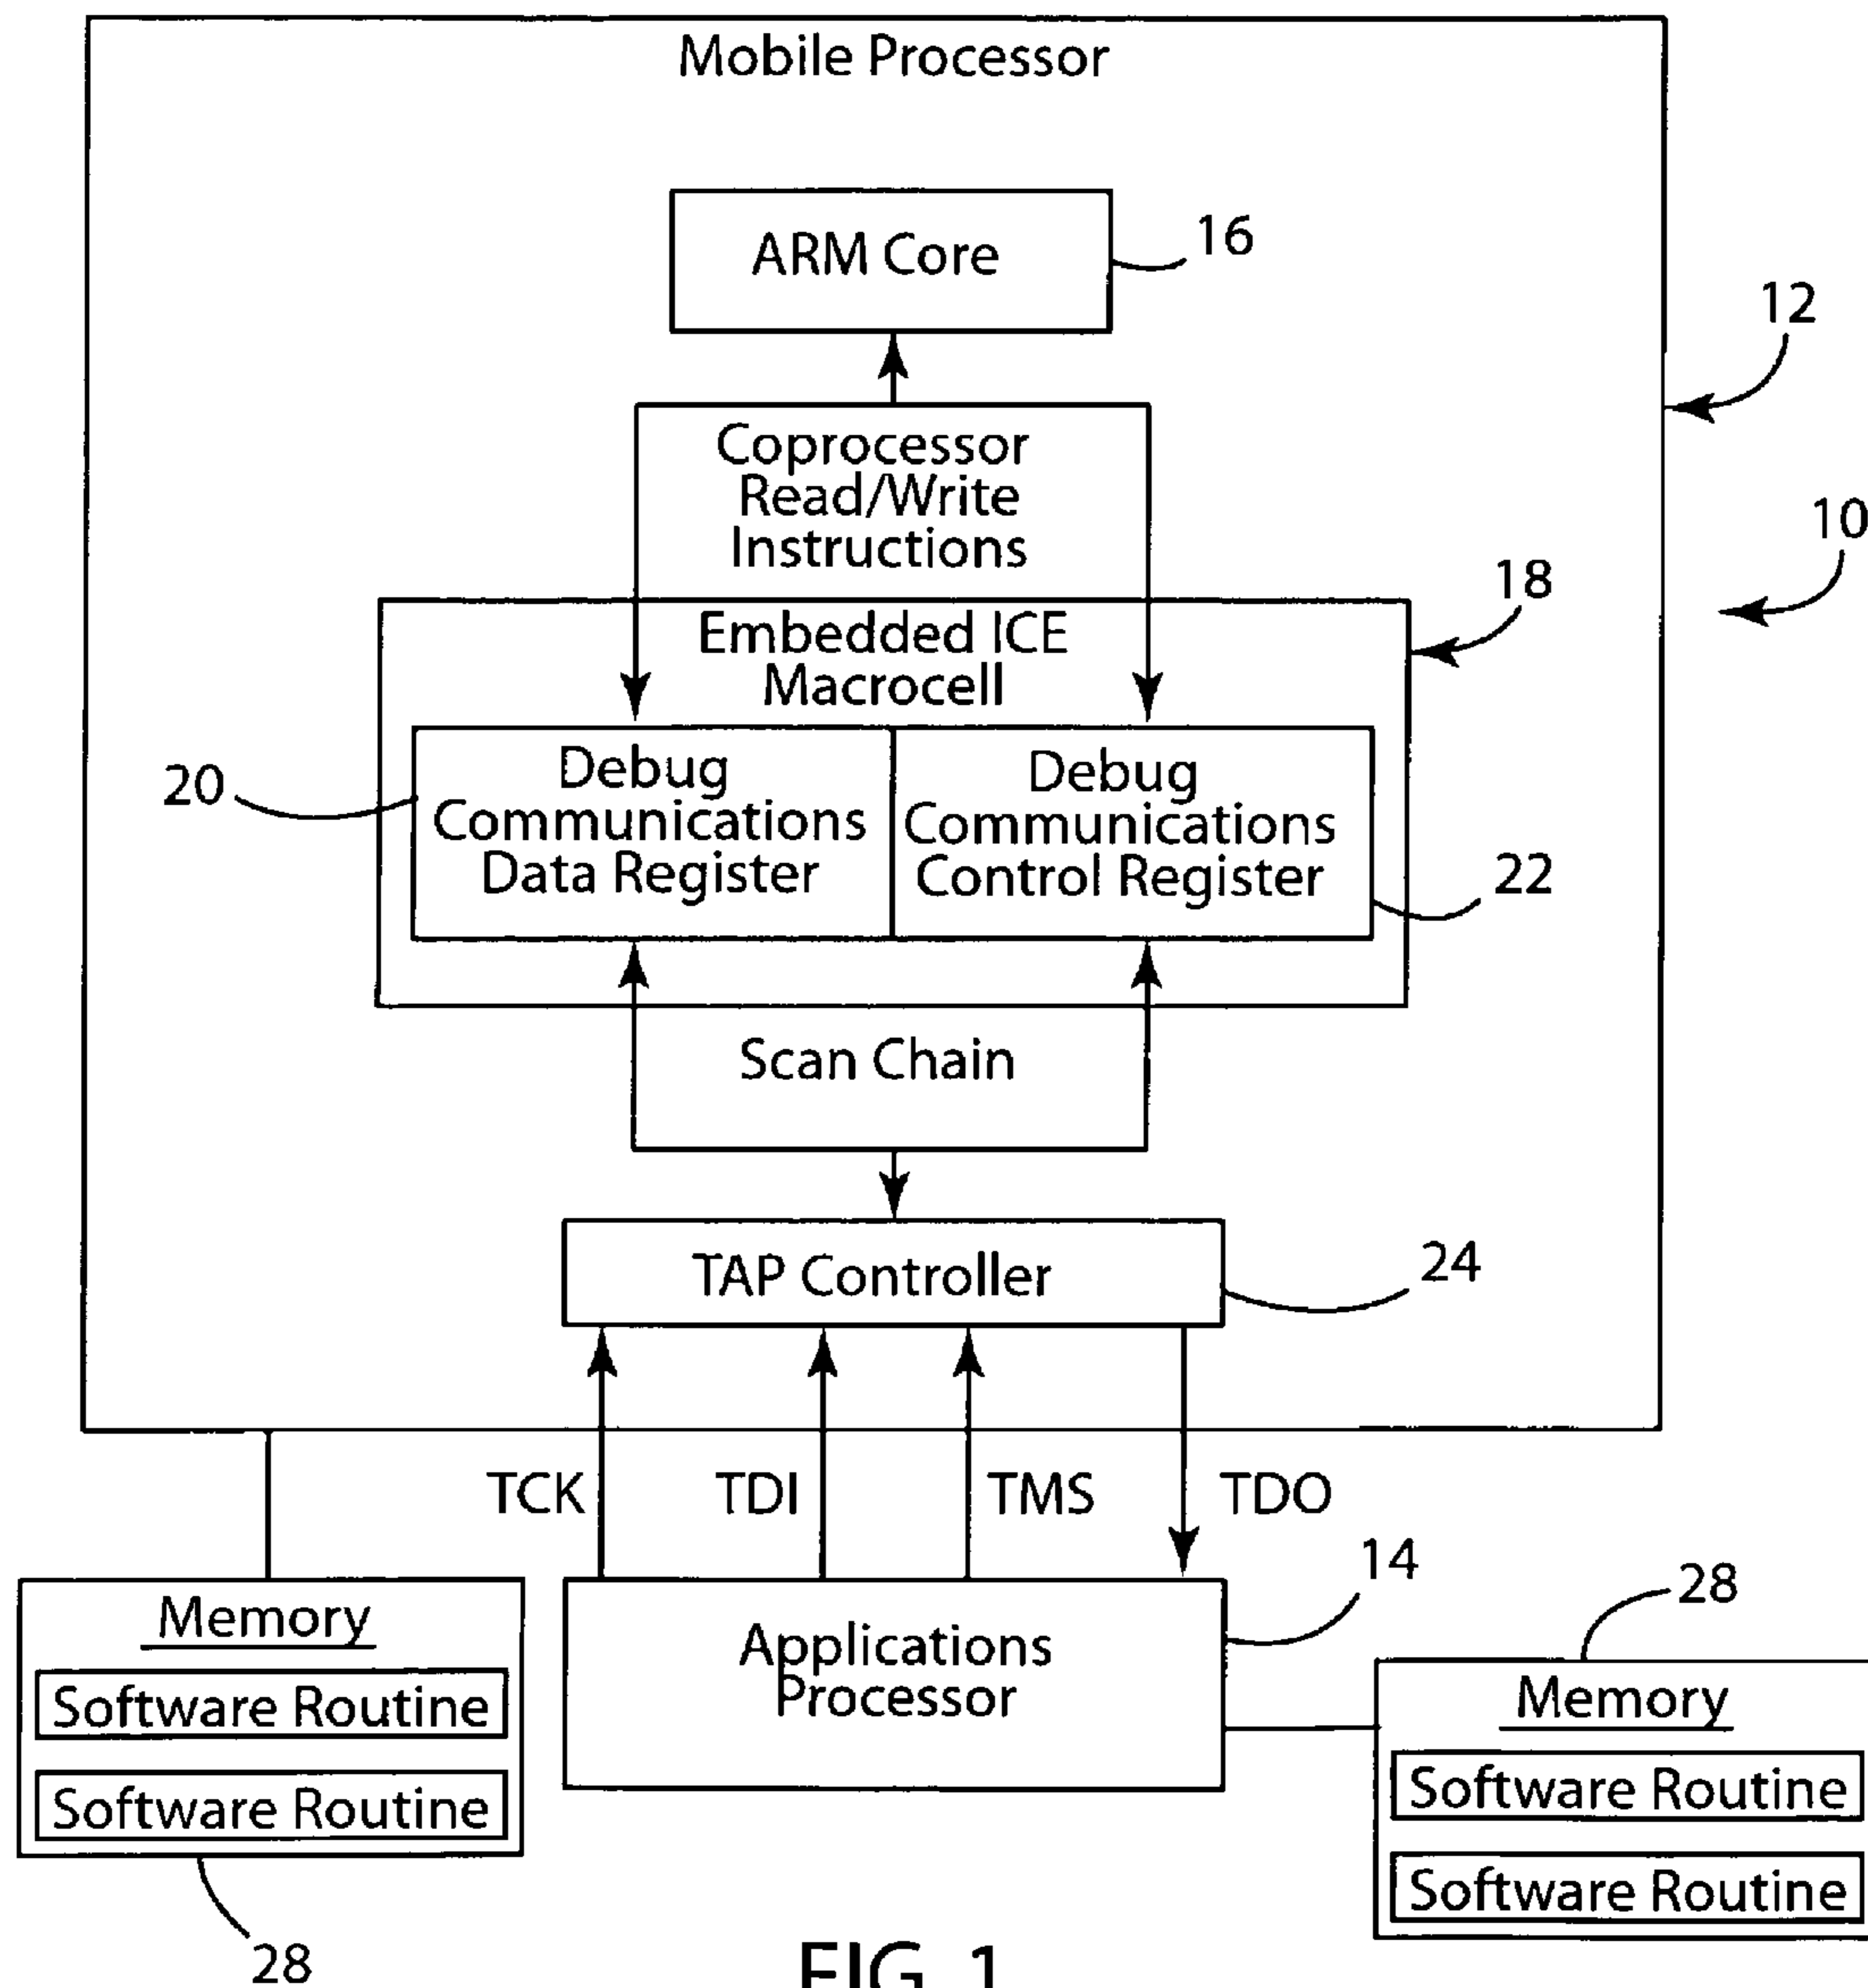 Mobile Processor
ARM Core
16
12
Coprocessor
Read/Write
Instructions
10
18
Embedded ICE
Macrocell
20
Debug
Communications
Data Register
Debug
Communications
Control Register
22
Scan Chain
TAP Controller
24
TCK
TDI
TMS
TDO
14
28
Memory
Software Routine
Software Routine
28
Applications
Processor
Memory
Software Routine
Software Routine
FIG. 1